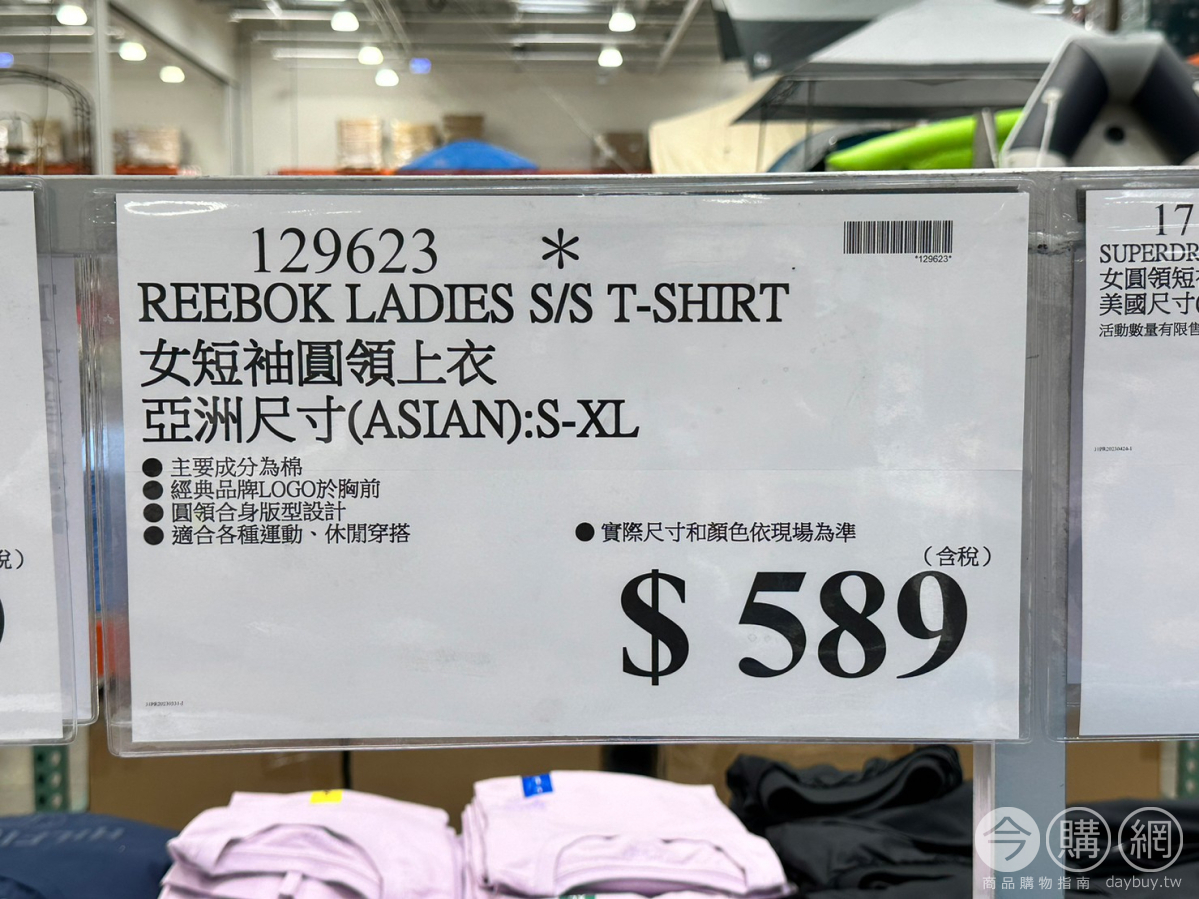 129623 *
*129623*
REEBOK LADIES S/S T-SHIRT
女短袖圓領上衣
亞洲尺寸(ASIAN):S-XL
● 主要成分為棉
● 經典品牌LOGO於胸前
● 圓領合身版型設計
● 適合各種運動、休閒穿搭
● 實際尺寸和顏色依現場為準
(含稅)
$ 589
稅)
17
SUPERDR
女圓領短
美國尺寸(
活動數量有限售
今購網
商品購物指南 daybuy.tw